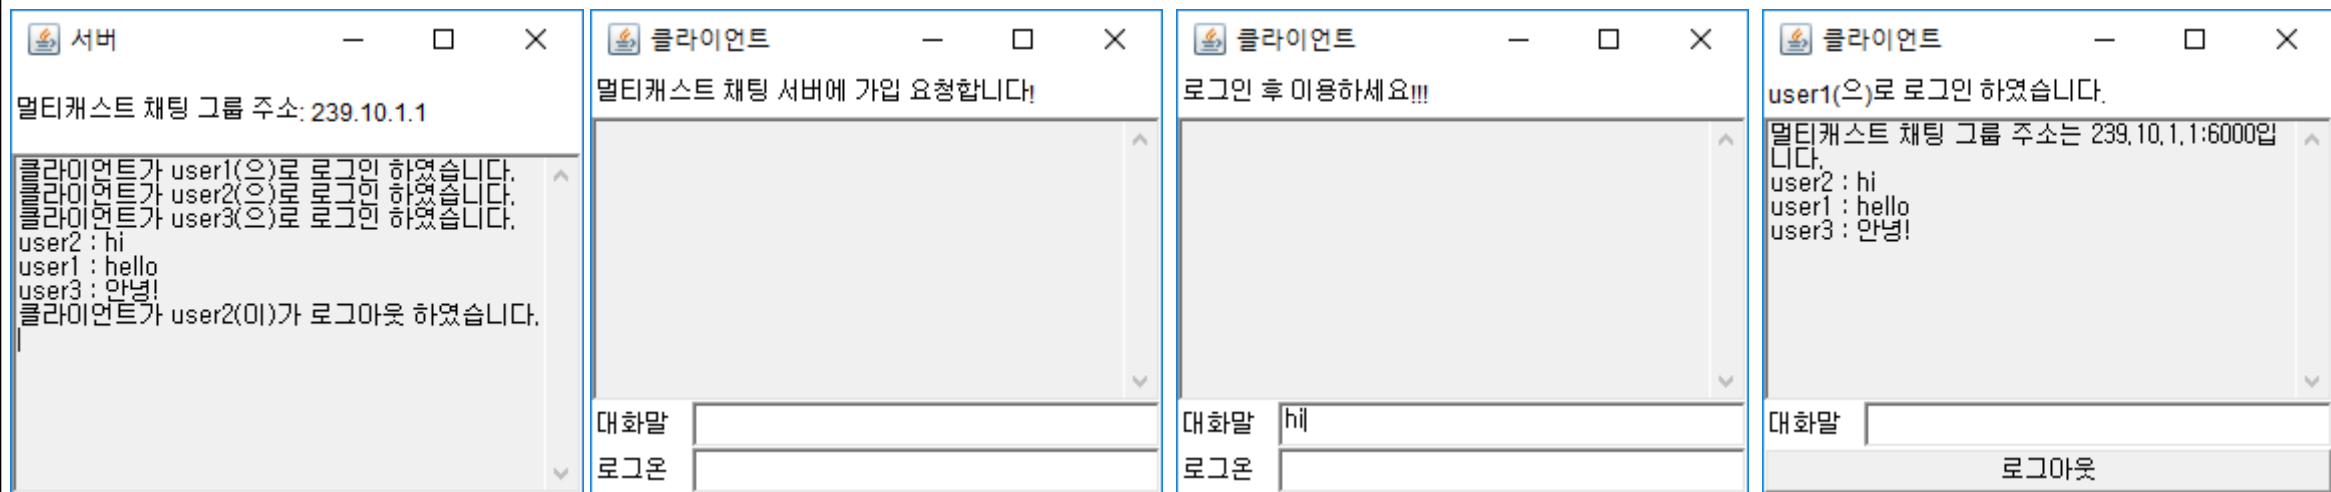 서버
멀티캐스트 채팅 그룹 주소: 239.10.1.1
클라이언트가 user1(으)로 로그인 하였습니다.
클라이언트가 user2(으)로 로그인 하였습니다.
클라이언트가 user3(으)로 로그인 하였습니다.
user2 : hi
user1 : hello
user3 : 안녕!
클라이언트가 user2(이)가 로그아웃 하였습니다.
클라이언트
멀티캐스트 채팅 서버에 가입 요청합니다!
대화말
로그온
클라이언트
로그인 후 이용하세요!!!
대화말 hi
로그온
클라이언트
user1(으)로 로그인 하였습니다.
멀티캐스트 채팅 그룹 주소는 239.10.1.1:6000입
니다.
user2 : hi
user1 : hello
user3 : 안녕!
대화말
로그아웃